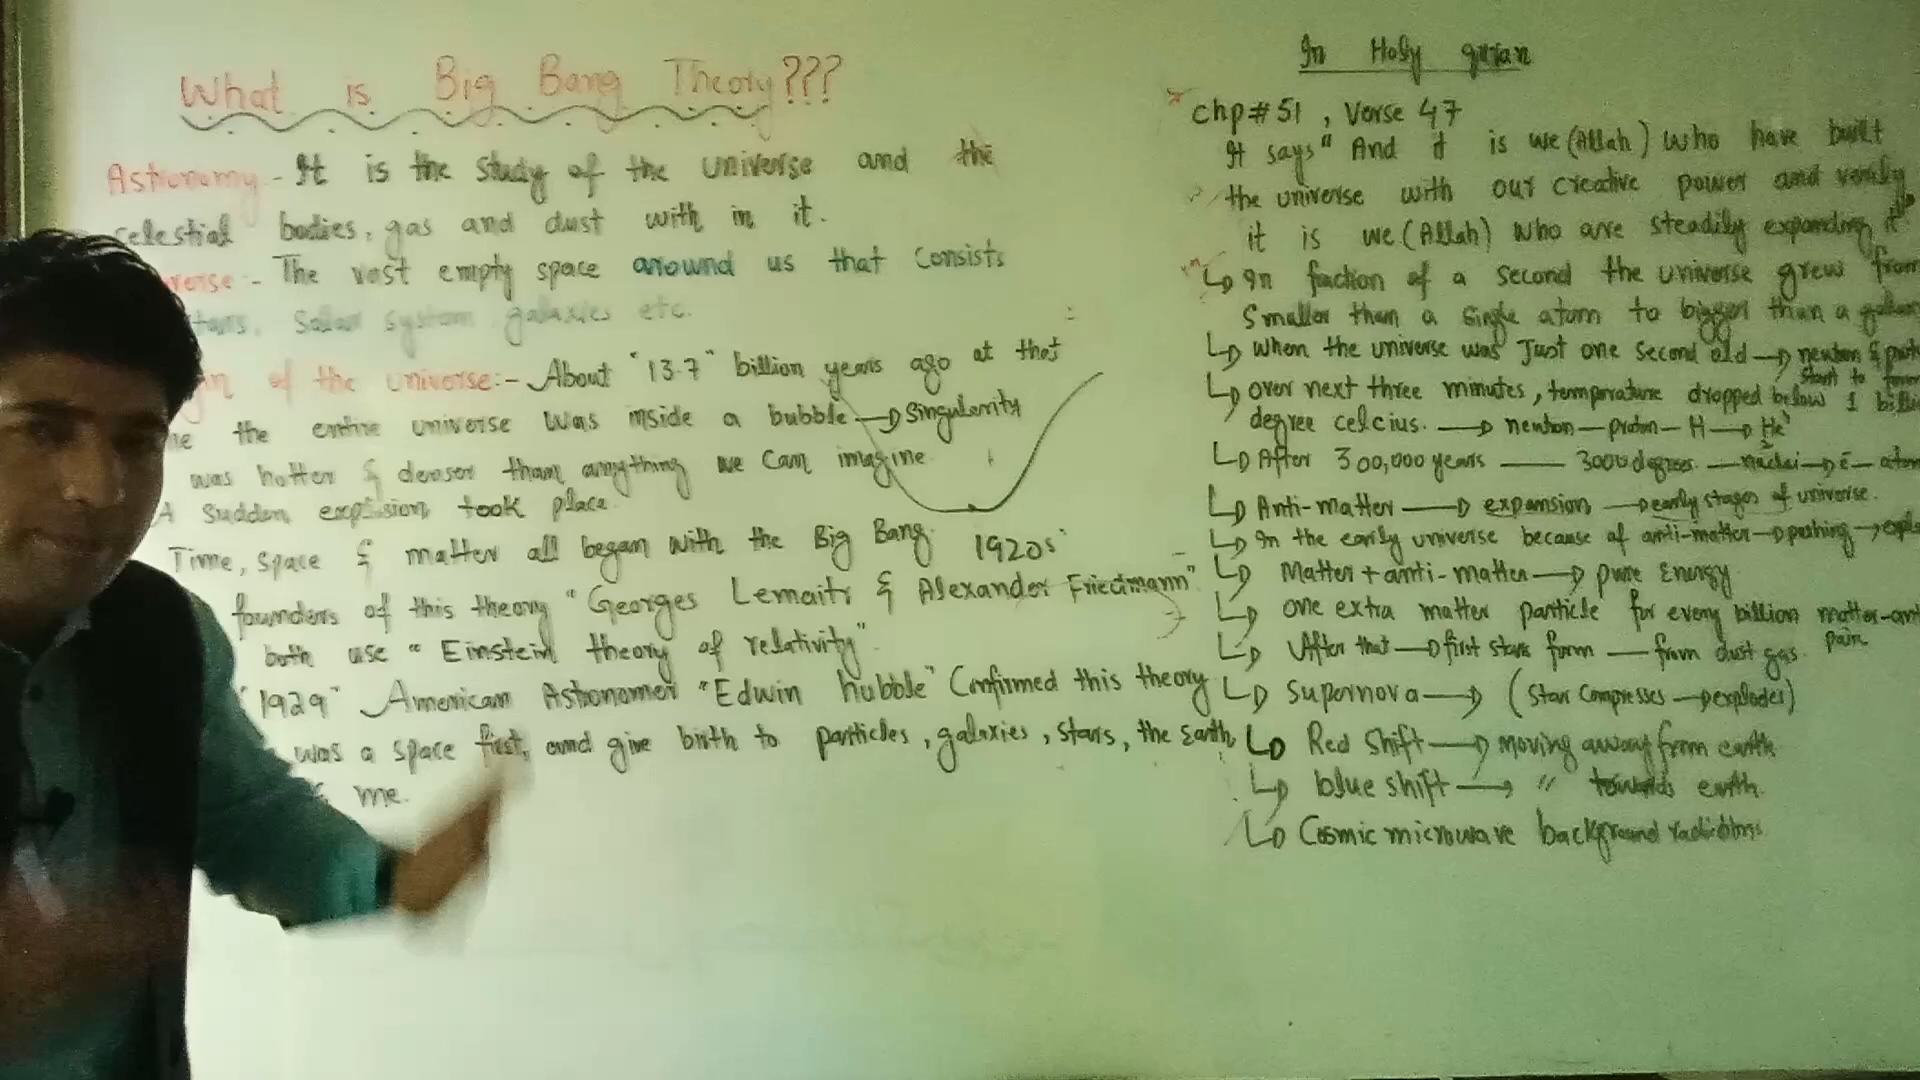 What is Big Bang Theory???
Astronomy:- It is the study of the universe and the
celestial bodies, gas and dust with in it.
verse:- The vast empty space around us that consists
stars, Solar system, galaxies etc.
of the universe:- About "13.7" billion years ago at that
the entire universe was inside a bubble → Singularity
was hotter & denser than anything we can imagine
A sudden explosion took place.
Time, space & matter all began with the Big Bang. 1920s
founders of this theory "Georges Lemaitr & Alexander Friedmann"
both use "Einstein theory of relativity".
"1929" American Astronomer "Edwin hubble" Confirmed this theory
was a space first, and give birth to particles, galaxies, stars, the Earth
me.
In Holy quran
chp# 51, Verse 47
It says "And it is we (Allah) who have built
the universe with our creative power and verily
it is we (Allah) who are steadily expanding it"
In fraction of a second the universe grew from
Smaller than a single atom to bigger than a
When the universe was Just one second old →
start to
over next three minutes, temperature dropped below 1
degree celcius. → neutron — proton — H → He
After 300,000 years — 3000 degrees — nuclei → e⁻ — atom
Anti-matter → expansion → early stages of universe.
In the early universe because of anti-matter → pushing →
Matter + anti-matter → pure Energy
one extra matter particle for every billion matter-
pair
After that → first stars form — from dust gas.
Supernova → (Star Compresses → explodes)
Red Shift → moving away from earth
blue shift → " towards earth.
Cosmic microwave background radiations